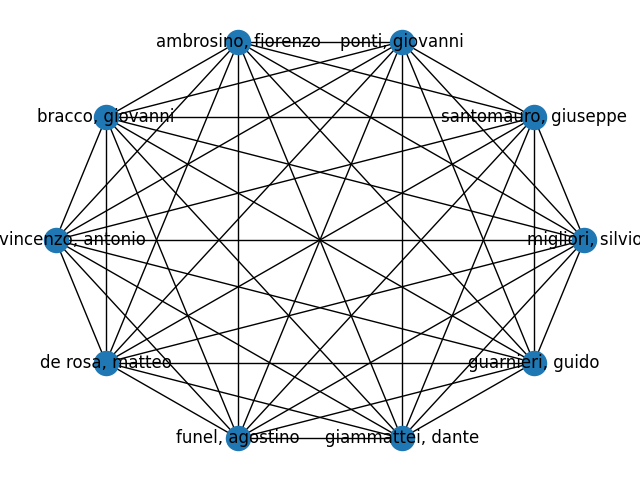 ambrosino, fiorenzo
ponti, giovanni
bracco, giovanni
santomauro, giuseppe
vincenzo, antonio
migliori, silvio
de rosa, matteo
guarnieri, guido
funel, agostino
giammattei, dante